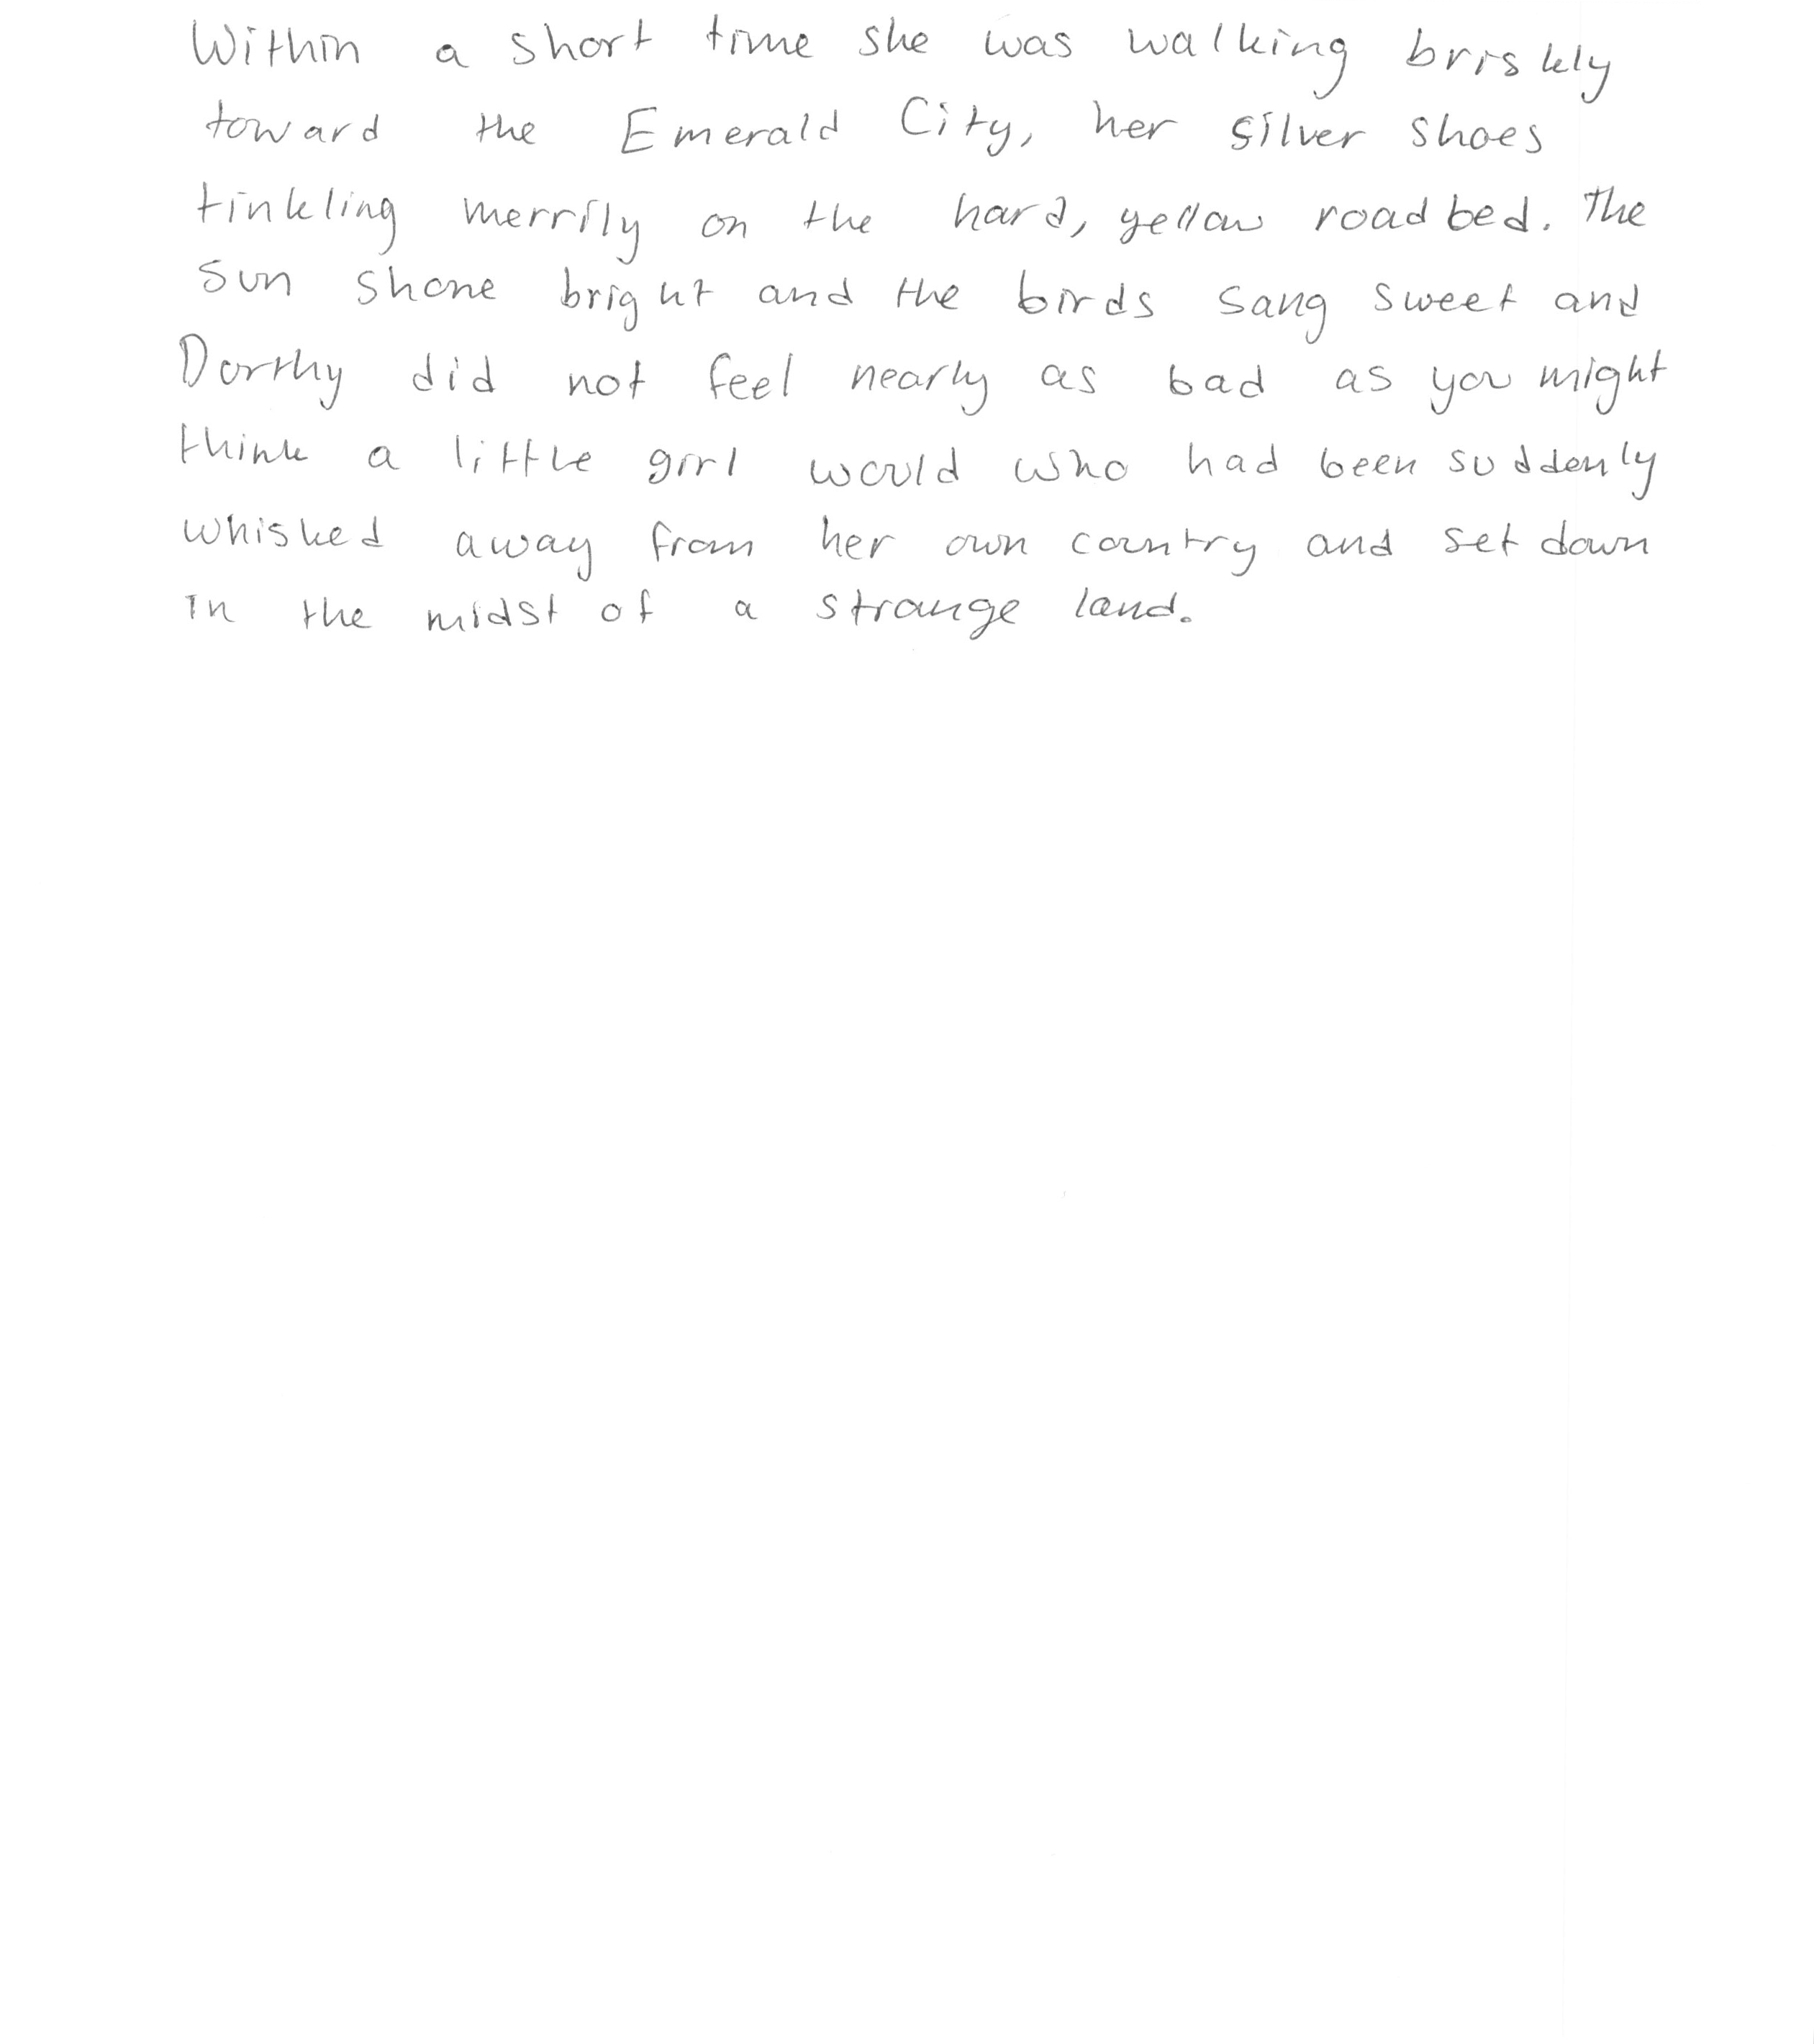 Within a short time she was walking briskly
toward the Emerald City, her silver shoes
tinkling merrily on the hard, yellow roadbed. The
sun shone bright and the birds sang sweet and
Dorthy did not feel nearly as bad as you might
think a little girl would who had been suddenly
whisked away from her own country and set down
in the midst of a strange land.